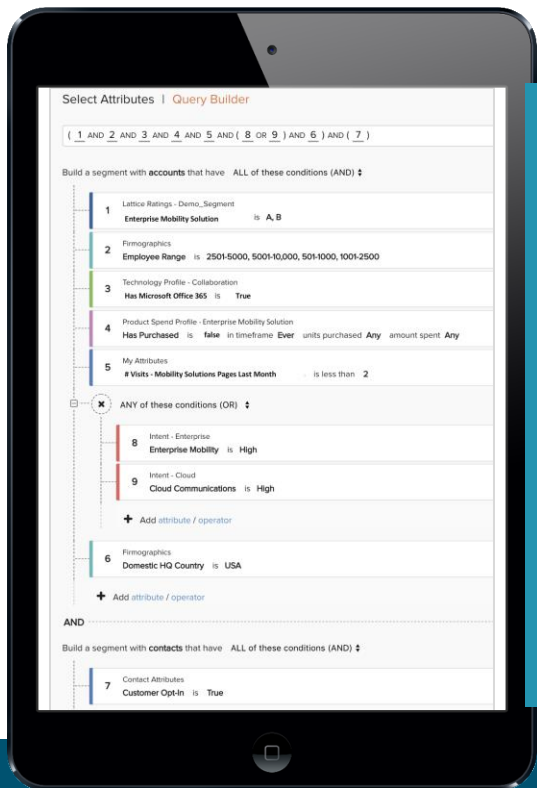 Select Attributes | Query Builder
( 1 AND 2 AND 3 AND 4 AND 5 AND ( 8 OR 9 ) AND 6 ) AND ( 7 )
Build a segment with accounts that have ALL of these conditions (AND)
1
Lattice Ratings - Demo_Segment
Enterprise Mobility Solution is A, B
2
Firmographics
Employee Range is 2501-5000, 5001-10,000, 501-1000, 1001-2500
3
Technology Profile - Collaboration
Has Microsoft Office 365 is True
4
Product Spend Profile - Enterprise Mobility Solution
Has Purchased is false in timeframe Ever units purchased Any amount spent Any
5
My Attributes
# Visits - Mobility Solutions Pages Last Month is less than 2
ANY of these conditions (OR)
8
Intent - Enterprise
Enterprise Mobility is High
9
Intent - Cloud
Cloud Communications is High
+ Add attribute / operator
6
Firmographics
Domestic HQ Country is USA
+ Add attribute / operator
AND
Build a segment with contacts that have ALL of these conditions (AND)
7
Contact Attributes
Customer Opt-In is True